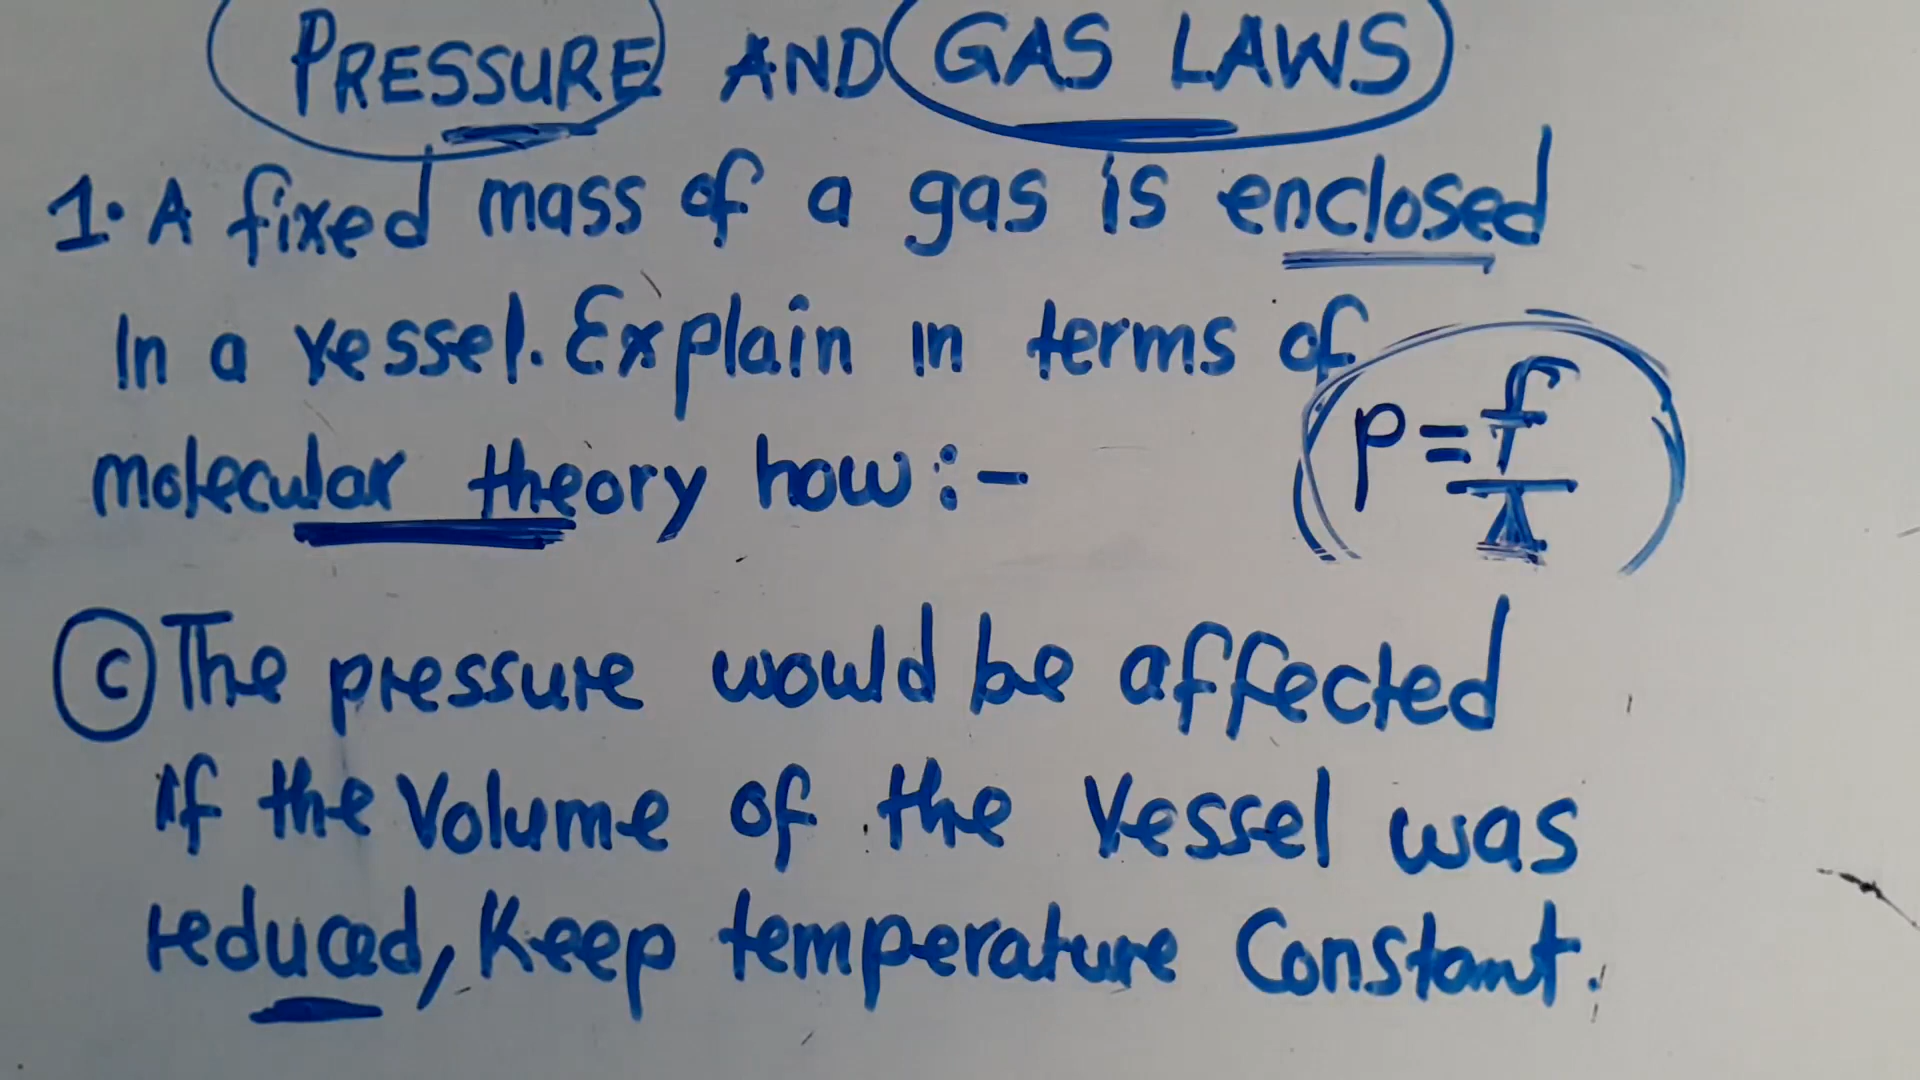 PRESSURE AND GAS LAWS
1. A fixed mass of a gas is enclosed
In a vessel. Explain in terms of
molecular theory how:-
P = f/A
(c) The pressure would be affected
if the Volume of the Vessel was
reduced, Keep temperature Constant.